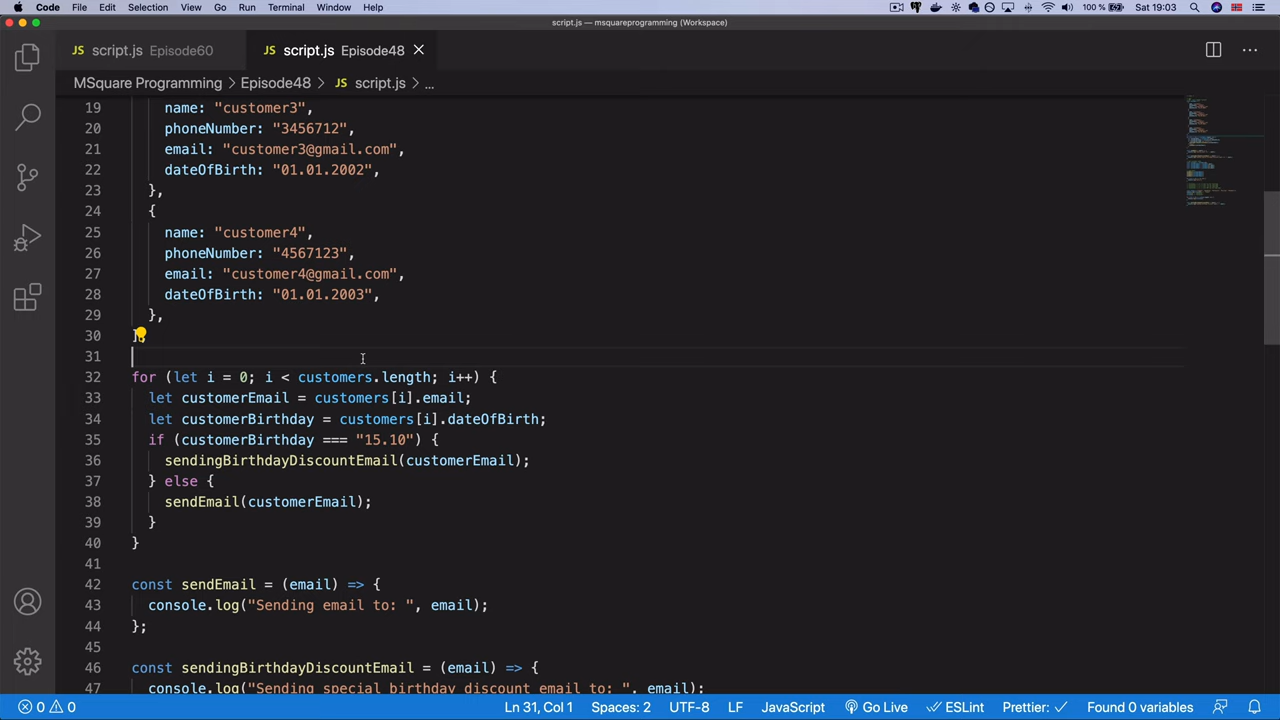 Code File Edit Selection View Go Run Terminal Window Help 100 % Sat 19:03
script.js — msquareprogramming (Workspace)
JS script.js Episode60 JS script.js Episode48
MSquare Programming > Episode48 > JS script.js > ...
19 name: "customer3",
20 phoneNumber: "3456712",
21 email: "customer3@gmail.com",
22 dateOfBirth: "01.01.2002",
23 },
24 {
25 name: "customer4",
26 phoneNumber: "4567123",
27 email: "customer4@gmail.com",
28 dateOfBirth: "01.01.2003",
29 },
30 ];
31
32 for (let i = 0; i < customers.length; i++) {
33 let customerEmail = customers[i].email;
34 let customerBirthday = customers[i].dateOfBirth;
35 if (customerBirthday === "15.10") {
36 sendingBirthdayDiscountEmail(customerEmail);
37 } else {
38 sendEmail(customerEmail);
39 }
40 }
41
42 const sendEmail = (email) => {
43 console.log("Sending email to: ", email);
44 };
45
46 const sendingBirthdayDiscountEmail = (email) => {
47 console.log("Sending special birthday discount email to: ", email);
0 0 Ln 31, Col 1 Spaces: 2 UTF-8 LF JavaScript Go Live ESLint Prettier: Found 0 variables